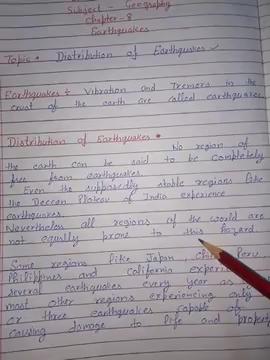 Subject - Geography
Chapter-8
Earthquakes
Topic • Distribution of Earthquakes ✓
Earthquakes ÷ Vibration and Tremors in the
crust of the earth are called earthquakes
Distribution of Earthquakes •
No region of
the earth can be said to be completely
free from earthquakes.
Even the supposedly stable regions like
the Deccan Plateau of India experience
earthquakes.
Nevertheless all regions of the world are
not equally prone to this hazard.
Some regions like Japan, Chile, Peru
Philippines and California
several earthquakes every year as
most other regions experiencing only
or three earthquakes capable of
causing damage to life and property